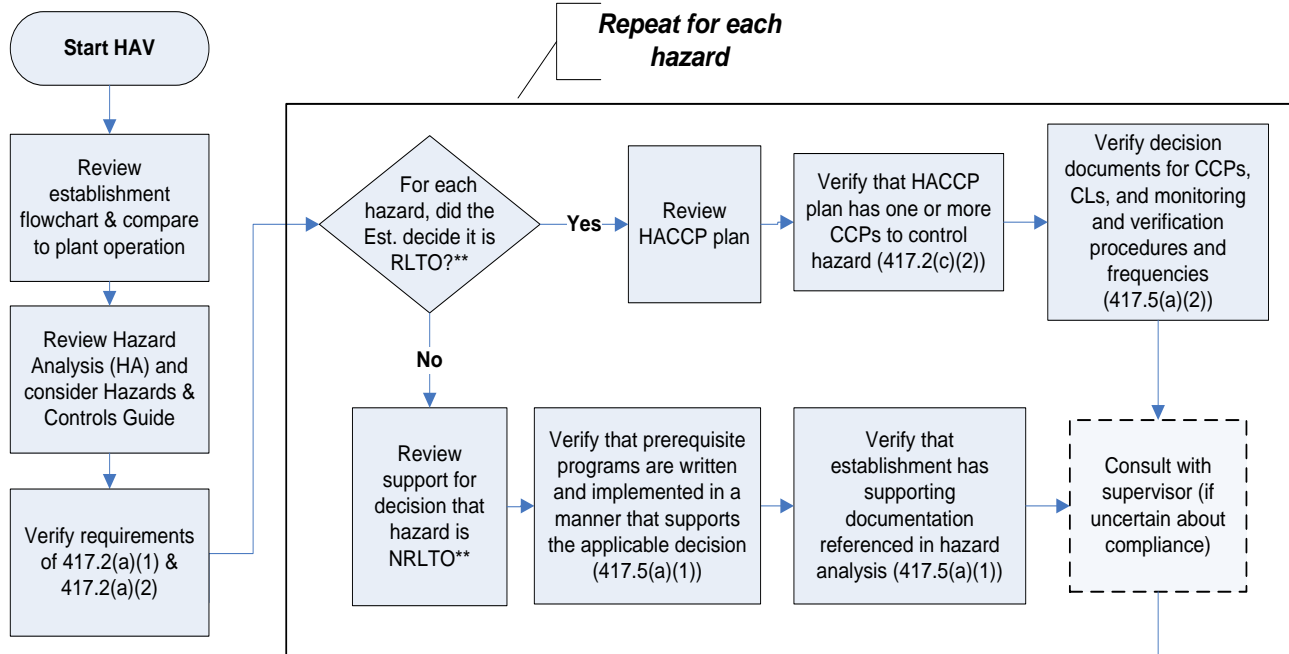 Start HAV
Review
establishment
flowchart & compare
to plant operation
Review Hazard
Analysis (HA) and
consider Hazards &
Controls Guide
Verify requirements
of 417.2(a)(1) &
417.2(a)(2)
Repeat for each
hazard
For each
hazard, did the
Est. decide it is
RLTO?**
Yes
Review
HACCP plan
Verify that HACCP
plan has one or more
CCPs to control
hazard (417.2(c)(2))
Verify decision
documents for CCPs,
CLs, and monitoring
and verification
procedures and
frequencies
(417.5(a)(2))
No
Review
support for
decision that
hazard is
NRLTO**
Verify that prerequisite
programs are written
and implemented in a
manner that supports
the applicable decision
(417.5(a)(1))
Verify that
establishment has
supporting
documentation
referenced in hazard
analysis (417.5(a)(1))
Consult with
supervisor (if
uncertain about
compliance)